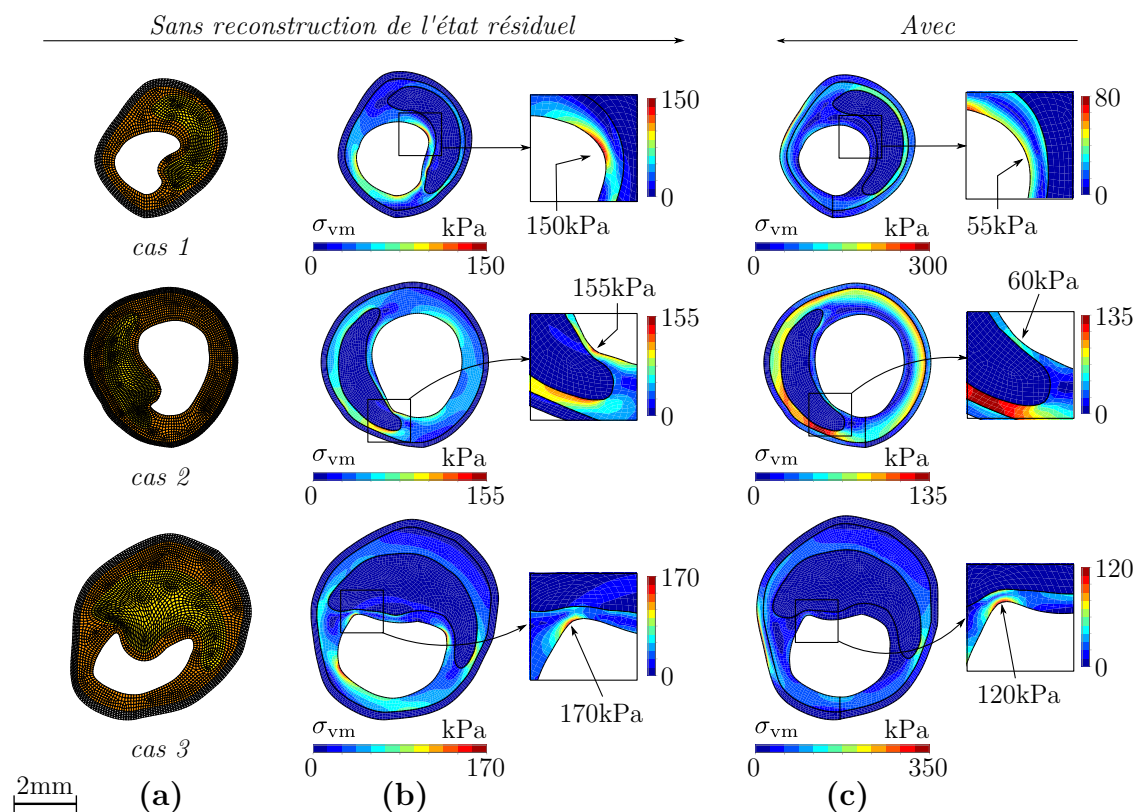 Sans reconstruction de l'état résiduel
Avec
150
0
150kPa
σvm kPa
0 150
80
0
55kPa
σvm kPa
0 300
cas 1
155kPa
155
0
σvm kPa
0 155
60kPa
135
0
σvm kPa
0 135
cas 2
170
0
170kPa
σvm kPa
0 170
120
0
120kPa
σvm kPa
0 350
cas 3
2mm
(a) (b) (c)